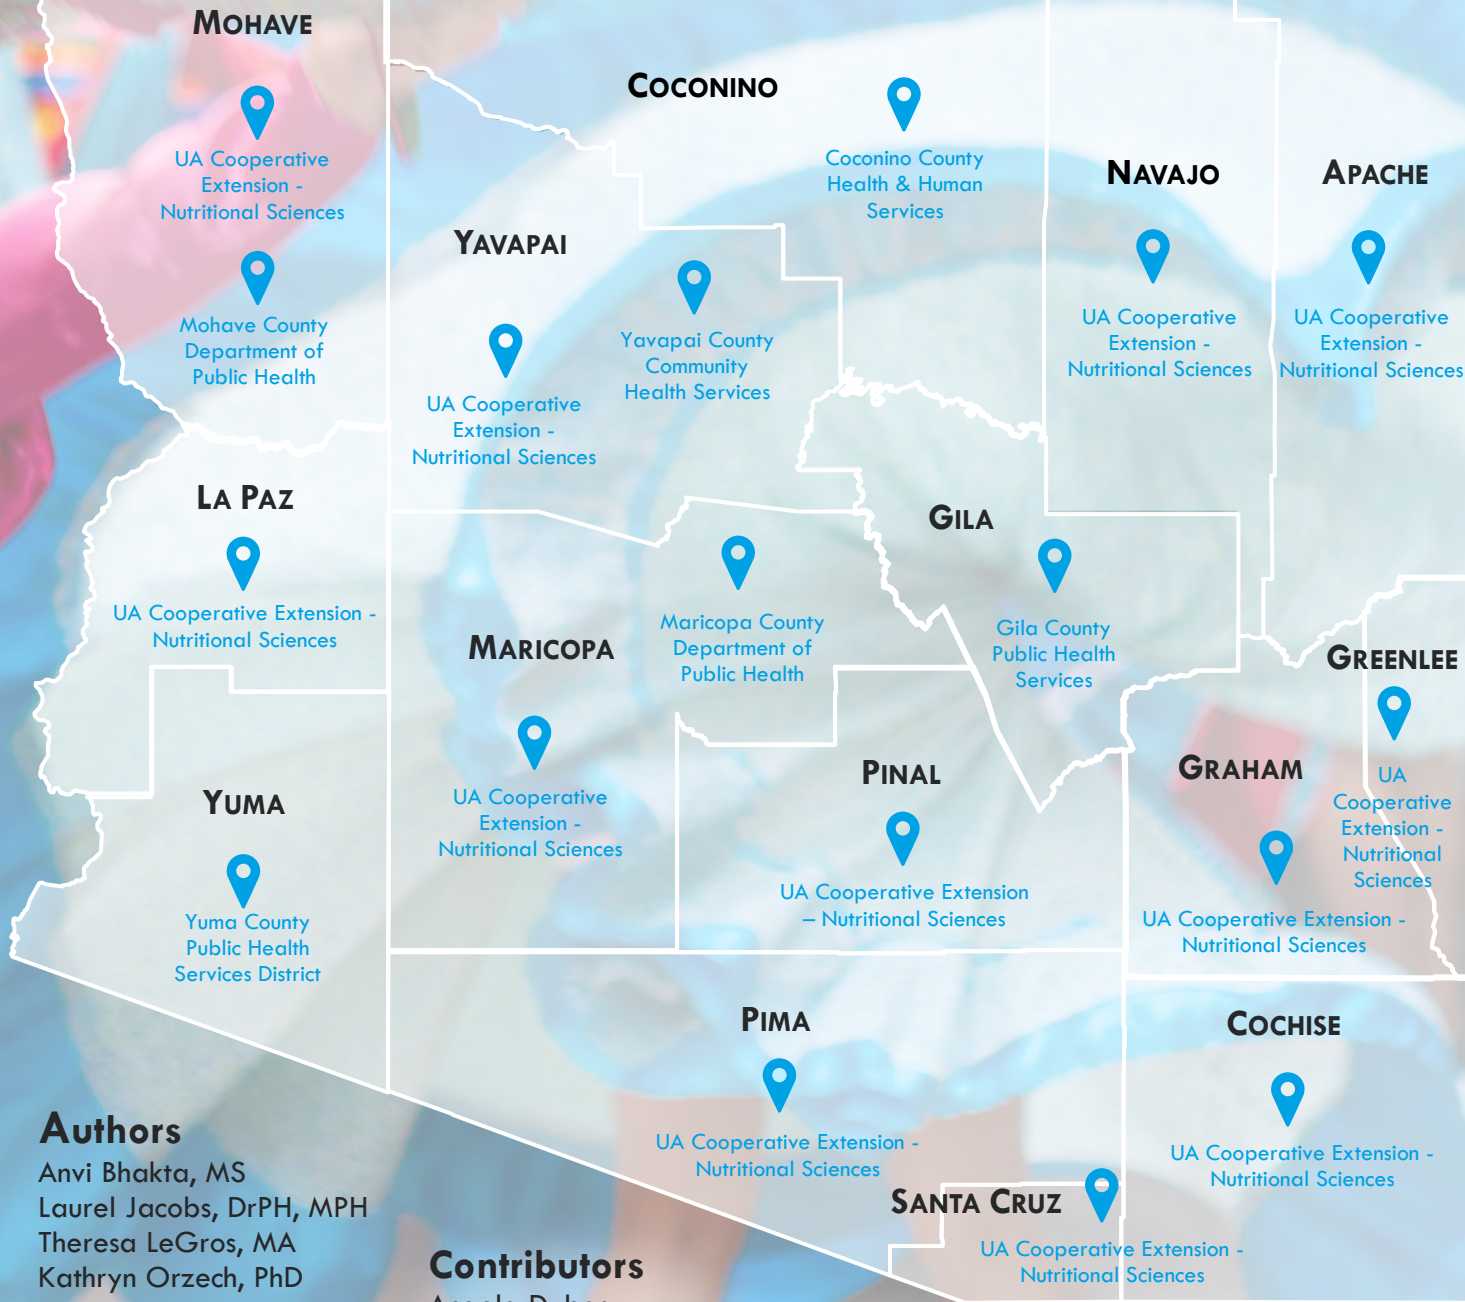 MOHAVE
UA Cooperative
Extension -
Nutritional Sciences
Mohave County
Department of
Public Health
COCONINO
Coconino County
Health & Human
Services
NAVAJO
UA Cooperative
Extension -
Nutritional Sciences
APACHE
UA Cooperative
Extension -
Nutritional Sciences
YAVAPAI
UA Cooperative
Extension -
Nutritional Sciences
Yavapai County
Community
Health Services
LA PAZ
UA Cooperative Extension -
Nutritional Sciences
GILA
Gila County
Public Health
Services
MARICOPA
Maricopa County
Department of
Public Health
UA Cooperative
Extension -
Nutritional Sciences
GREENLEE
UA
Cooperative
Extension -
Nutritional
Sciences
GRAHAM
UA Cooperative Extension -
Nutritional Sciences
PINAL
UA Cooperative Extension
– Nutritional Sciences
YUMA
Yuma County
Public Health
Services District
PIMA
UA Cooperative Extension -
Nutritional Sciences
COCHISE
UA Cooperative Extension -
Nutritional Sciences
SANTA CRUZ
UA Cooperative Extension -
Nutritional Sciences
Authors
Anvi Bhakta, MS
Laurel Jacobs, DrPH, MPH
Theresa LeGros, MA
Kathryn Orzech, PhD
Contributors